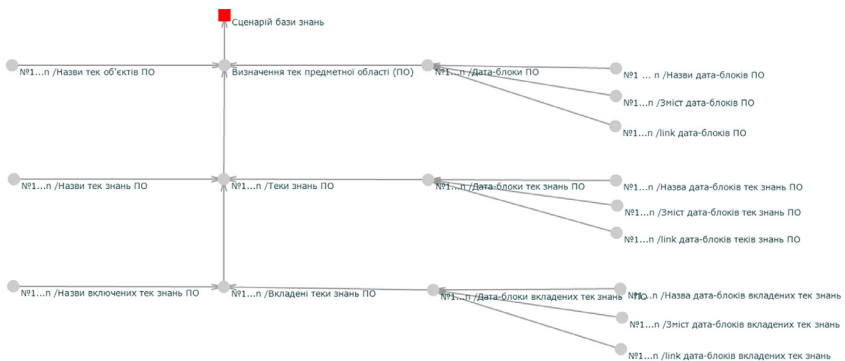 Сценарій бази знань
№1...n /Назви тек об'єктів ПО
Визначення тек предметної області (ПО)
№1...n /Дата-блоки ПО
№1 ... n /Назви дата-блоків ПО
№1...n /Зміст дата-блоків ПО
№1...n /link дата-блоків ПО
№1...n /Назви тек знань ПО
№1...n /Теки знань ПО
№1...n /Дата-блоки тек знань ПО
№1...n /Назва дата-блоків тек знань ПО
№1...n /Зміст дата-блоків тек знань ПО
№1...n /link дата-блоків теків знань ПО
№1...n /Назви включених тек знань ПО
№1...n /Вкладені теки знань ПО
№1...n /Дата-блоки вкладених тек знань ПО
№1...n /Назва дата-блоків вкладених тек знань
№1...n /Зміст дата-блоків вкладених тек знань
№1...n /link дата-блоків вкладених тек знань